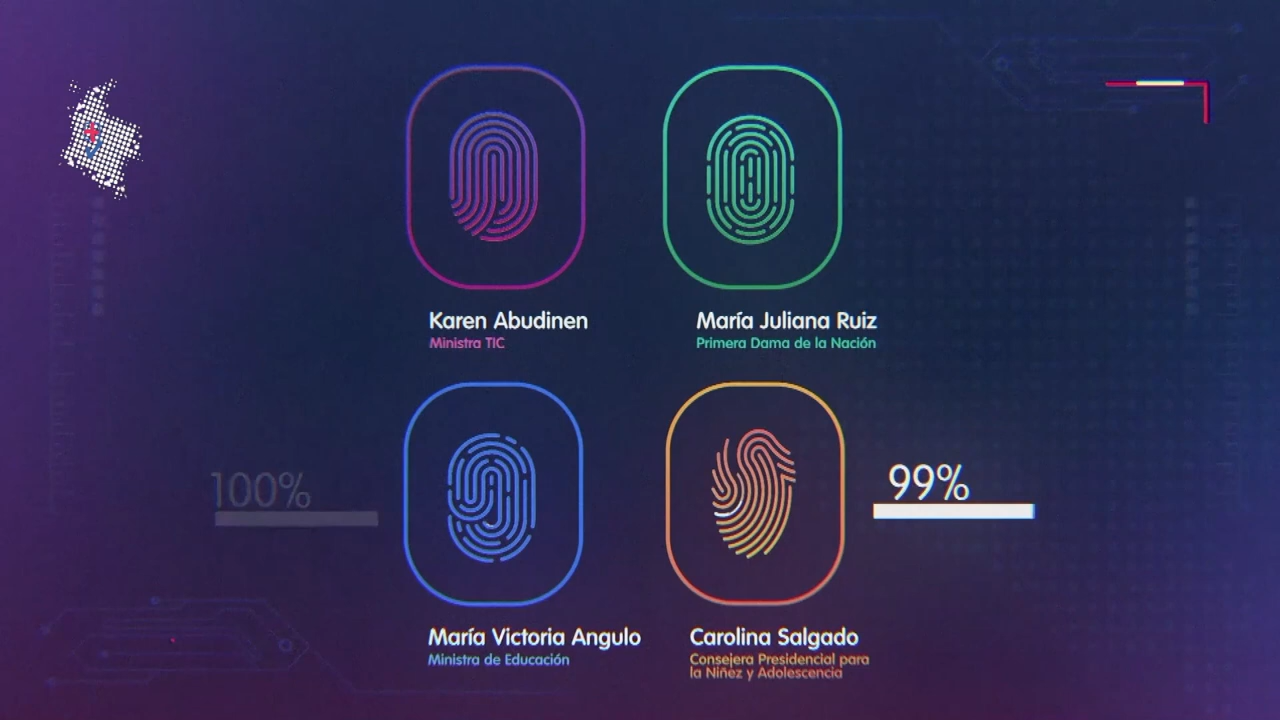 Karen Abudinen
Ministra TIC
María Juliana Ruiz
Primera Dama de la Nación
100%
99%
María Victoria Angulo
Ministra de Educación
Carolina Salgado
Consejera Presidencial para
la Niñez y Adolescencia